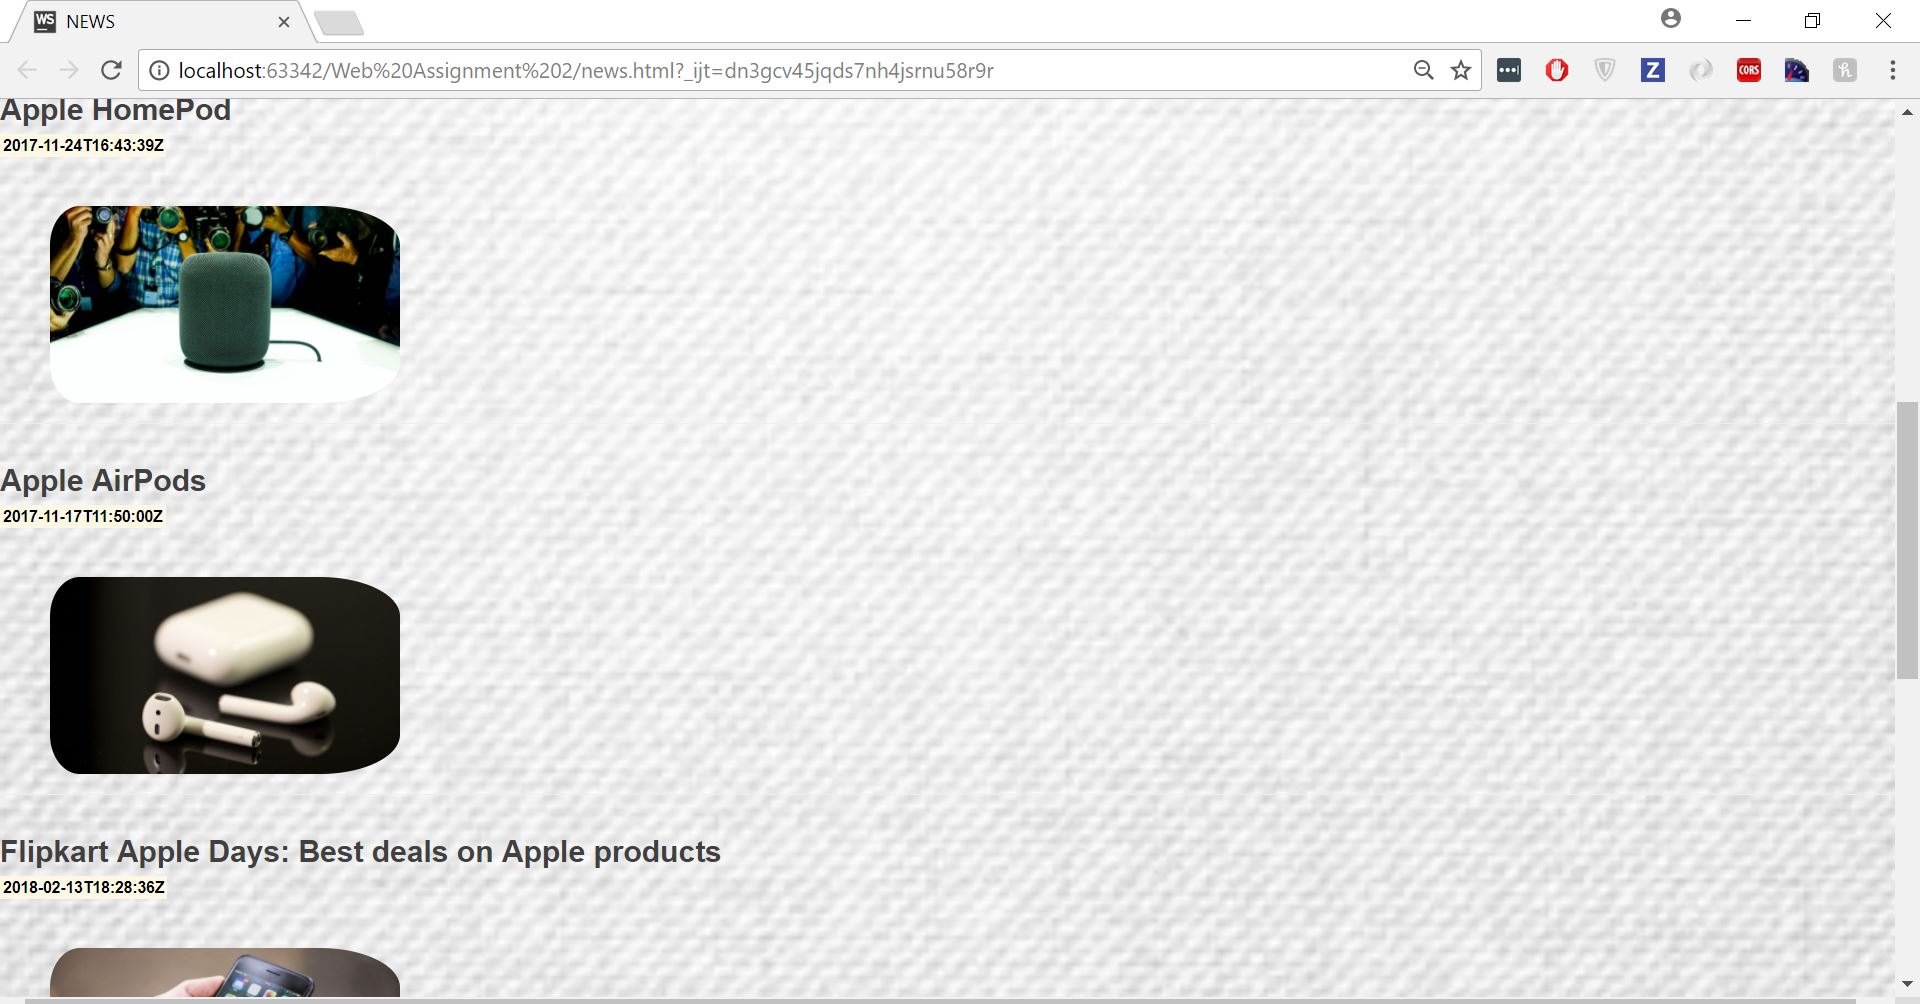 WS NEWS
localhost:63342/Web%20Assignment%202/news.html?_ijt=dn3gcv45jqds7nh4jsrnu58r9r
Z
CORS
h
Apple HomePod
2017-11-24T16:43:39Z
Apple AirPods
2017-11-17T11:50:00Z
Flipkart Apple Days: Best deals on Apple products
2018-02-13T18:28:36Z